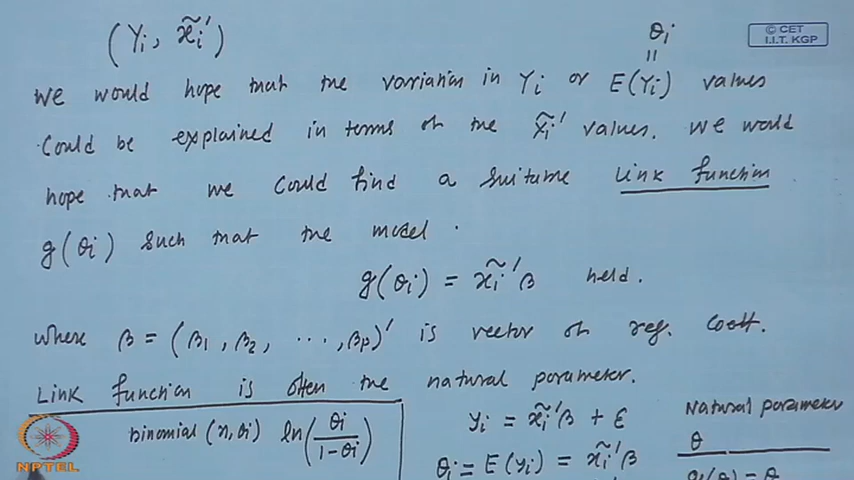 (Yi, x̃i′)
θi
© CET
I.I.T. KGP
॥
we would hope that the variation in Yi or E(Yi) values
could be explained in terms of the x̃i′ values. we would
hope that we could find a suitable Link function
g(θi) such that the model.
g(θi) = x̃i′β held.
where β = (β1, β2, ..., βp)′ is vector of reg. coeff.
Link function is often the natural parameter.
binomial (n, θi) ln(θi/1-θi)
yi = x̃i′β + ε
θi = E(yi) = x̃i′β
Natural parameter
θ
g(θ) = θ
NPTEL